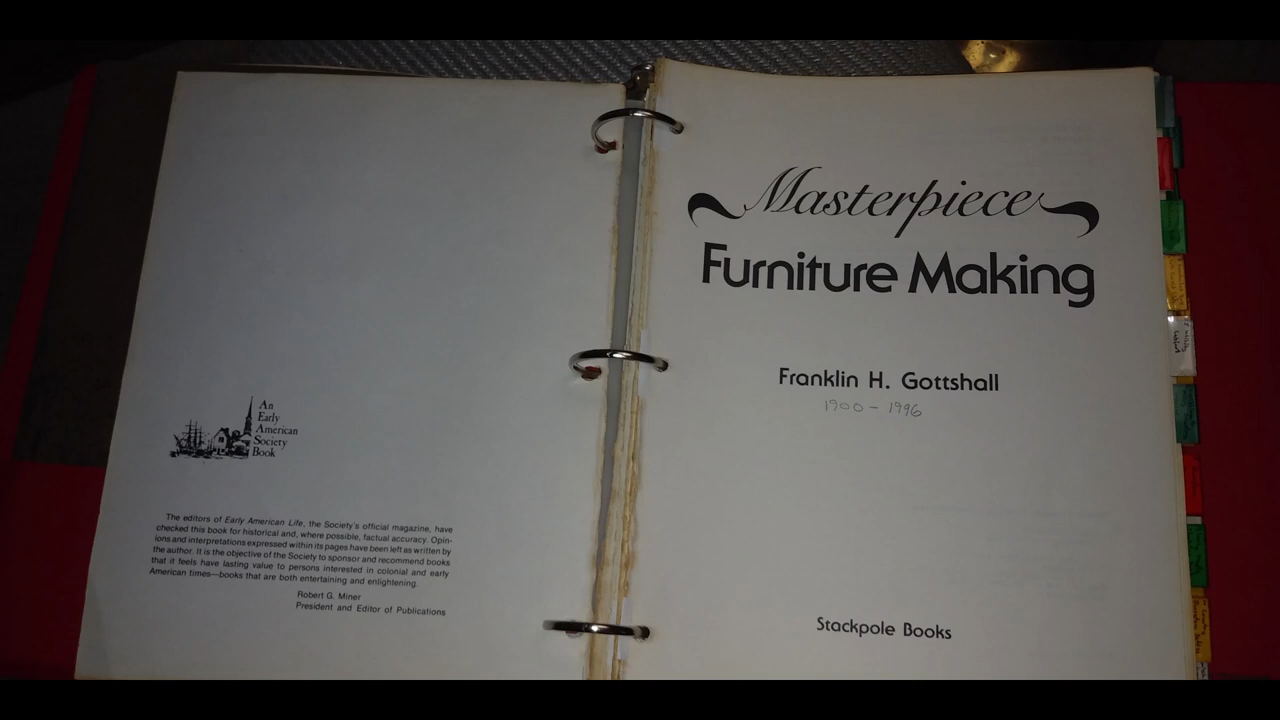 An
Early
American
Society
Book
The editors of Early American Life, the Society's official magazine, have
checked this book for historical and, where possible, factual accuracy. Opin-
ions and interpretations expressed within its pages have been left as written by
the author. It is the objective of the Society to sponsor and recommend books
that it feels have lasting value to persons interested in colonial and early
American times—books that are both entertaining and enlightening.
Robert G. Miner
President and Editor of Publications
Masterpiece
Furniture Making
Franklin H. Gottshall
1900 - 1996
Stackpole Books